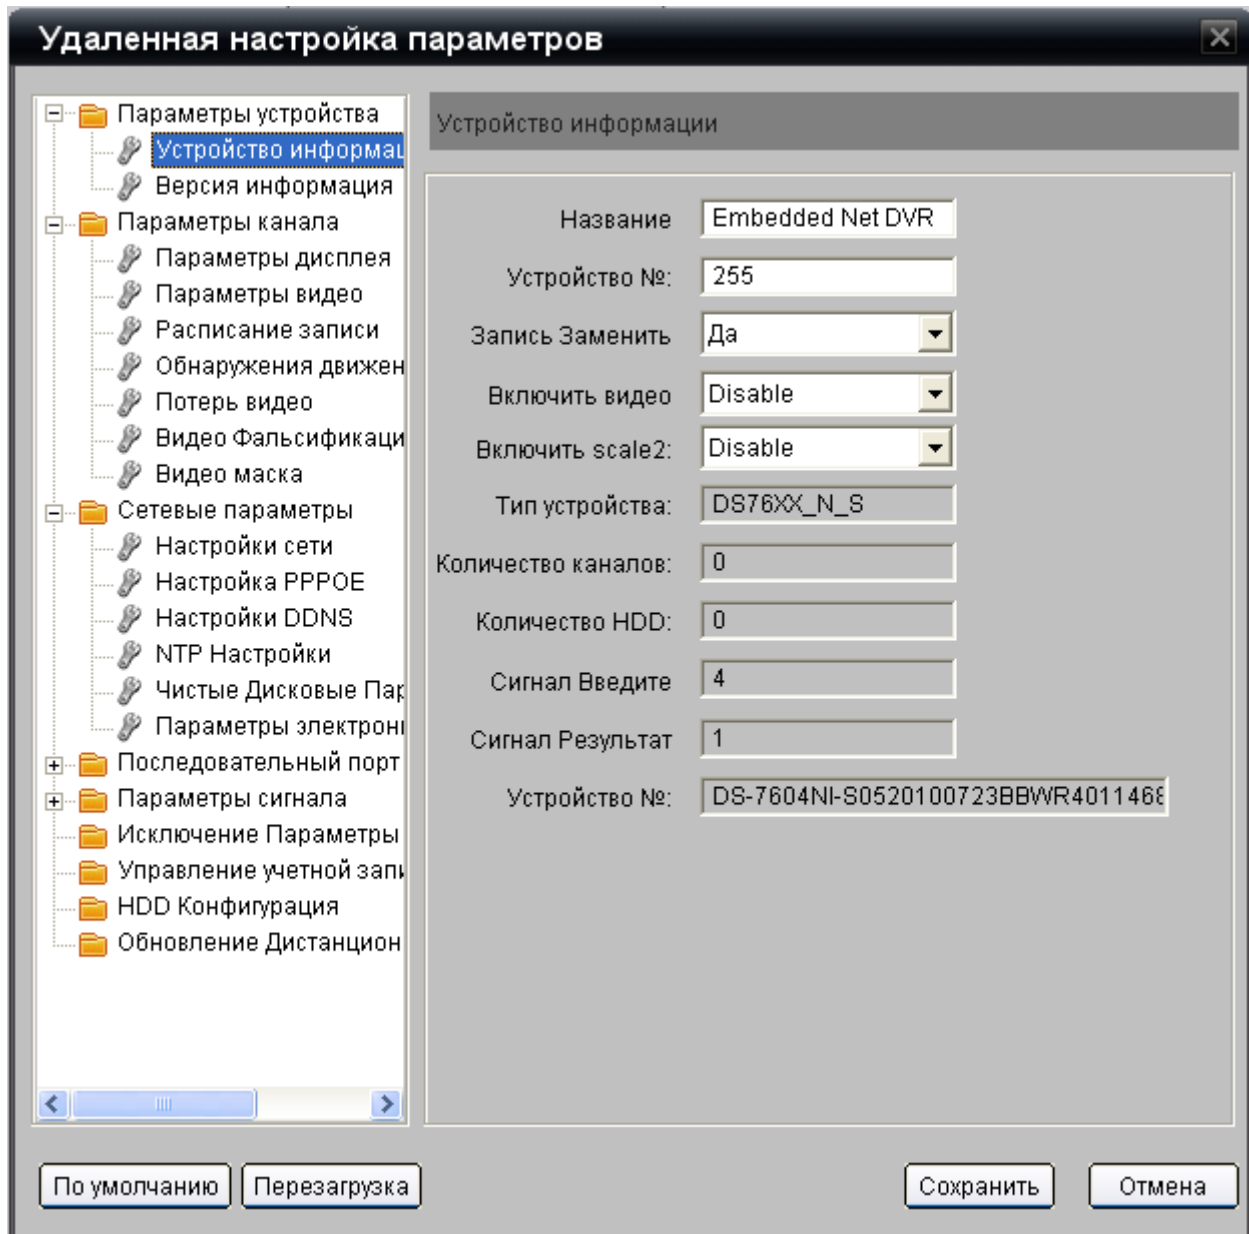 Удаленная настройка параметров
Параметры устройства
Устройство информац
Версия информация
Параметры канала
Параметры дисплея
Параметры видео
Расписание записи
Обнаружения движен
Потерь видео
Видео Фальсификаци
Видео маска
Сетевые параметры
Настройки сети
Настройка PPPOE
Настройки DDNS
NTP Настройки
Чистые Дисковые Пар
Параметры электронн
Последовательный порт
Параметры сигнала
Исключение Параметры
Управление учетной запи
HDD Конфигурация
Обновление Дистанцион
Устройство информации
Название Embedded Net DVR
Устройство №: 255
Запись Заменить Да
Включить видео Disable
Включить scale2: Disable
Тип устройства: DS76XX_N_S
Количество каналов: 0
Количество HDD: 0
Сигнал Введите 4
Сигнал Результат 1
Устройство №: DS-7604NI-S0520100723BBWR4011468
По умолчанию Перезагрузка Сохранить Отмена